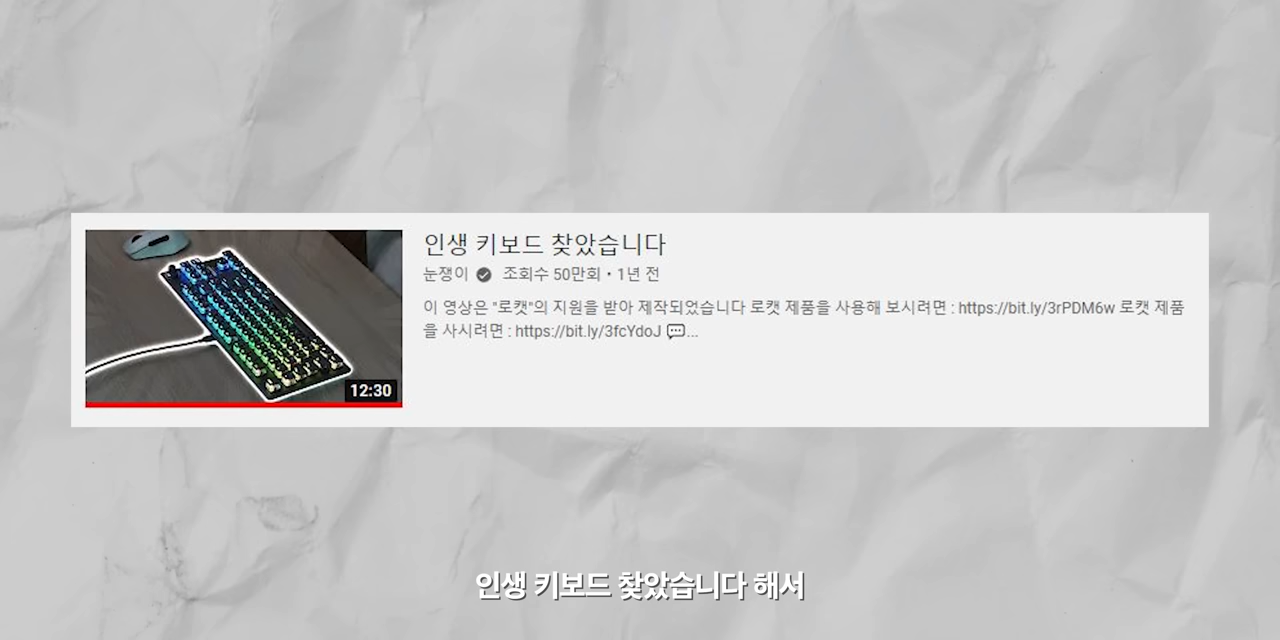 인생 키보드 찾았습니다
눈쟁이 조회수 50만회 • 1년 전
이 영상은 "로캣"의 지원을 받아 제작되었습니다 로캣 제품을 사용해 보시려면 : https://bit.ly/3rPDM6w 로캣 제품
을 사시려면 : https://bit.ly/3fcYdoJ 💬...
12:30
인생 키보드 찾았습니다 해서